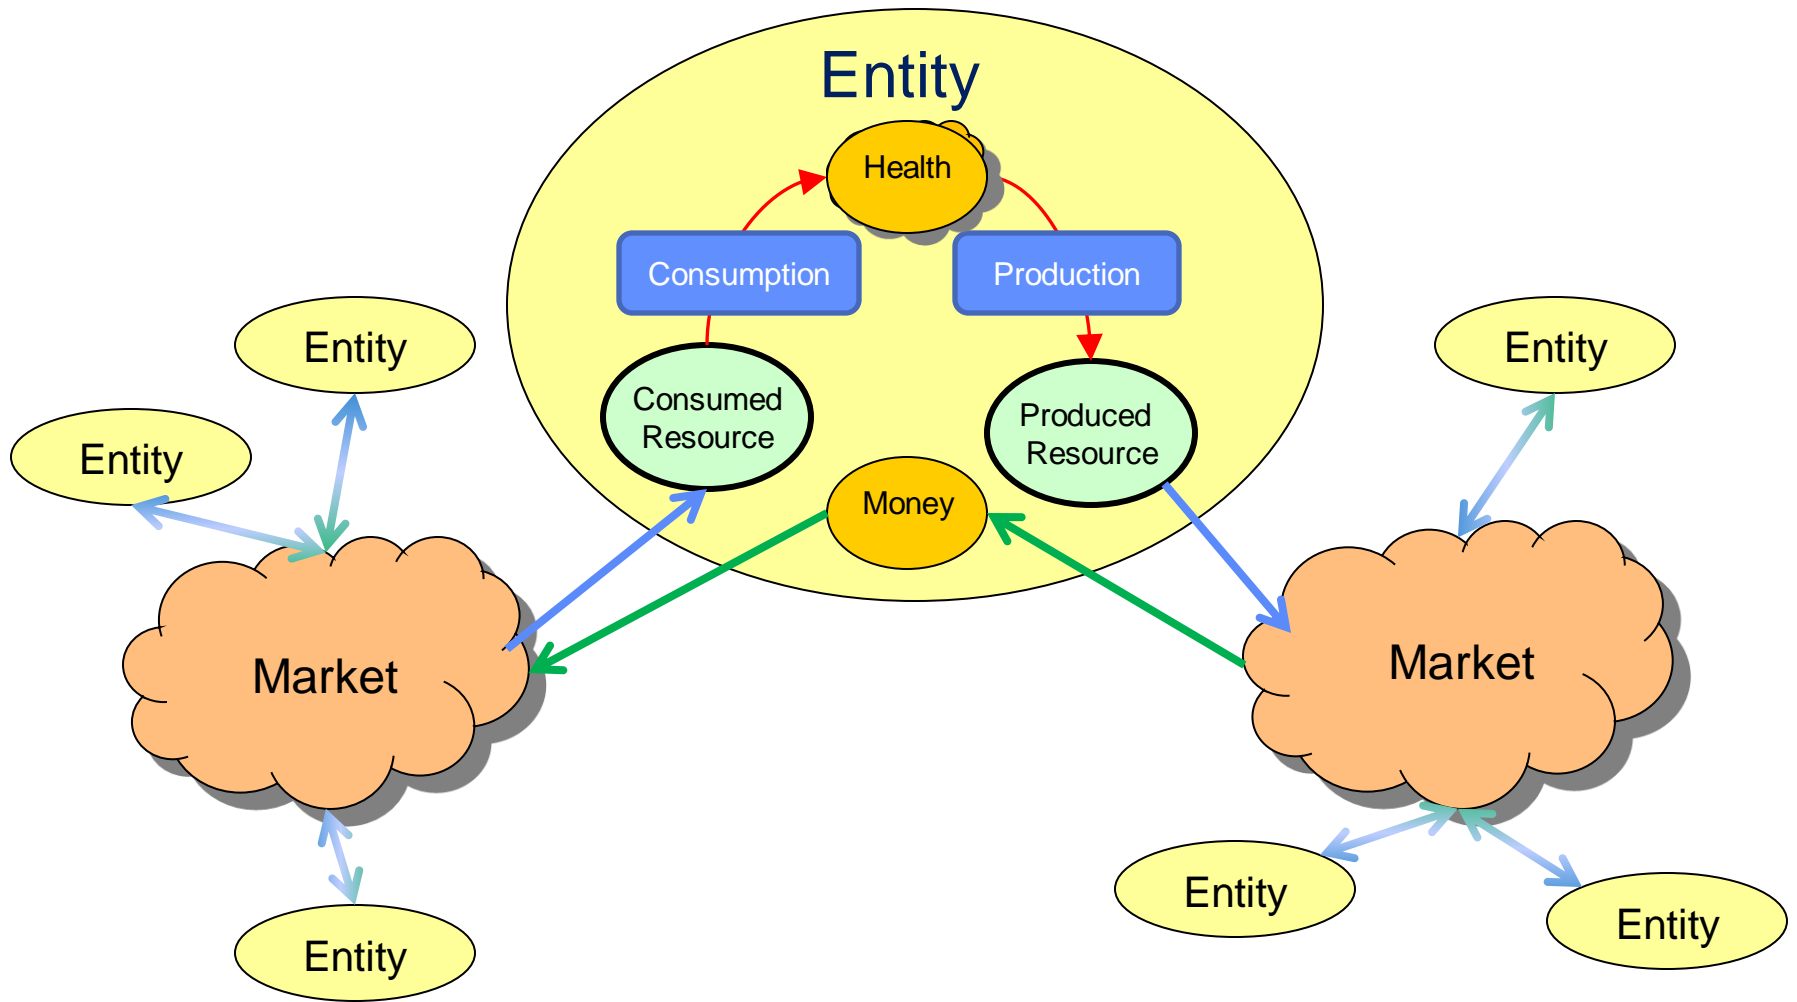 Entity
Health
Consumption
Production
Consumed
Resource
Produced
Resource
Money
Entity
Entity
Market
Entity
Entity
Market
Entity
Entity